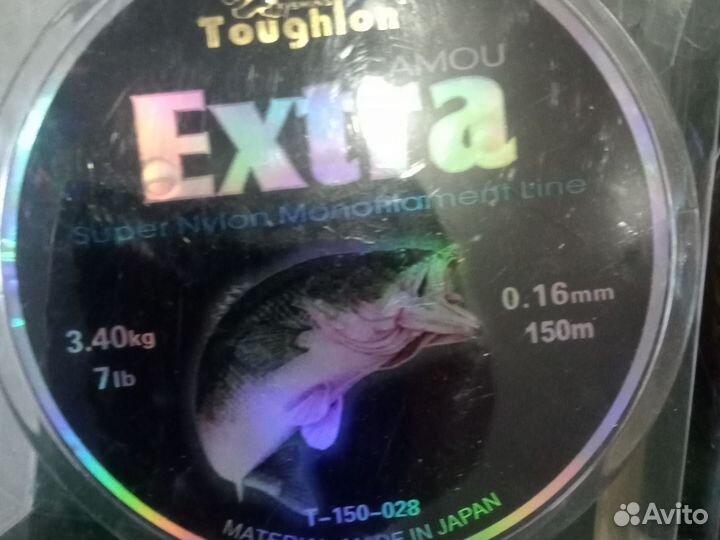 Toughlon
CAMOU
Extra
Super Nylon Monofilament Line
0.16mm
150m
3.40kg
7lb
T-150-028
MATERIAL MADE IN JAPAN
Avito